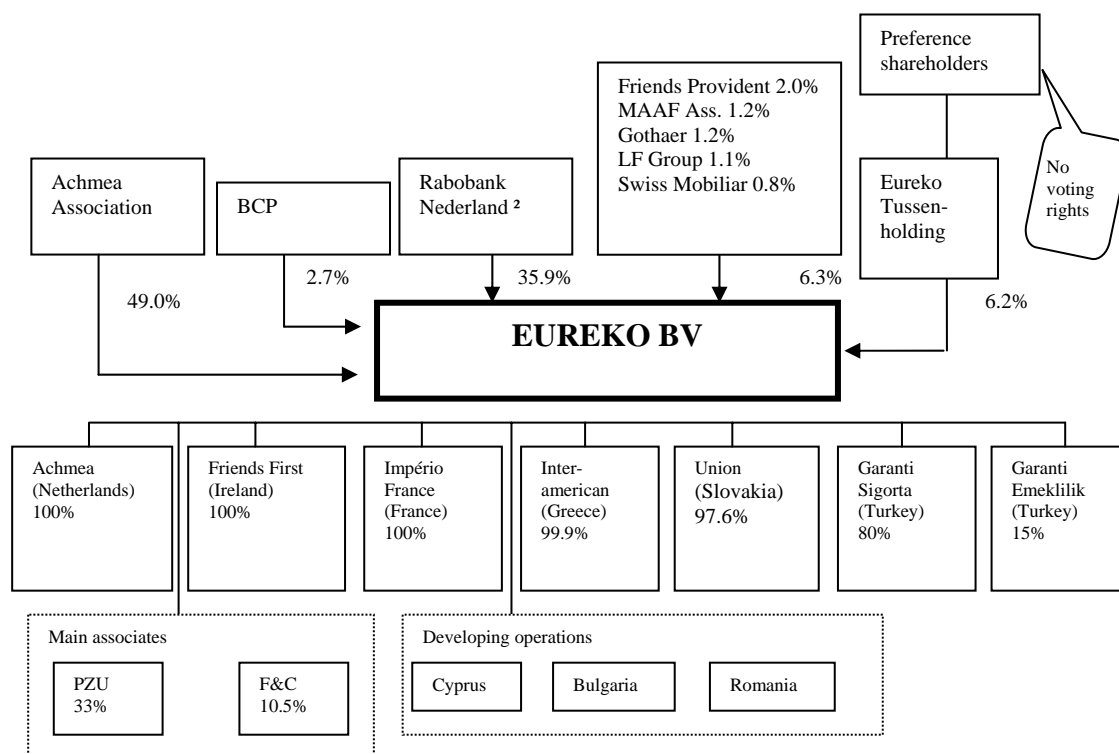 Preference
shareholders
Friends Provident 2.0%
MAAF Ass. 1.2%
Gothaer 1.2%
LF Group 1.1%
Swiss Mobiliar 0.8%
No
voting
rights
Achmea
Association
BCP
Rabobank
Nederland ²
Eureko
Tussen-
holding
49.0%
2.7%
35.9%
6.3%
6.2%
EUREKO BV
Achmea
(Netherlands)
100%
Friends First
(Ireland)
100%
Império
France
(France)
100%
Inter-
american
(Greece)
99.9%
Union
(Slovakia)
97.6%
Garanti
Sigorta
(Turkey)
80%
Garanti
Emeklilik
(Turkey)
15%
Main associates
PZU
33%
F&C
10.5%
Developing operations
Cyprus
Bulgaria
Romania